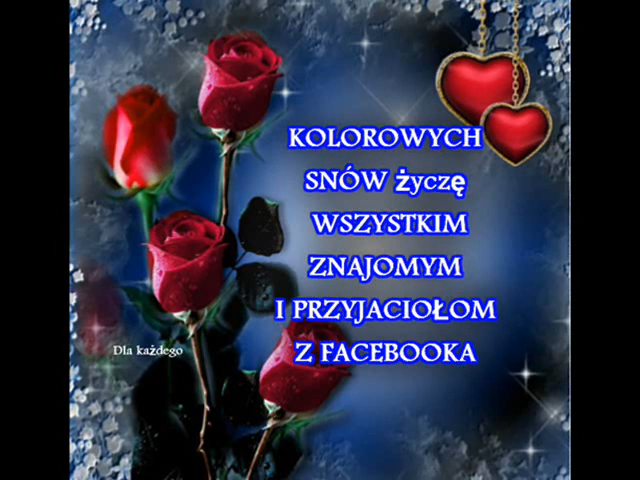 KOLOROWYCH
SNÓW życzę
WSZYSTKIM
ZNAJOMYM
I PRZYJACIOŁOM
Z FACEBOOKA
Dla każdego